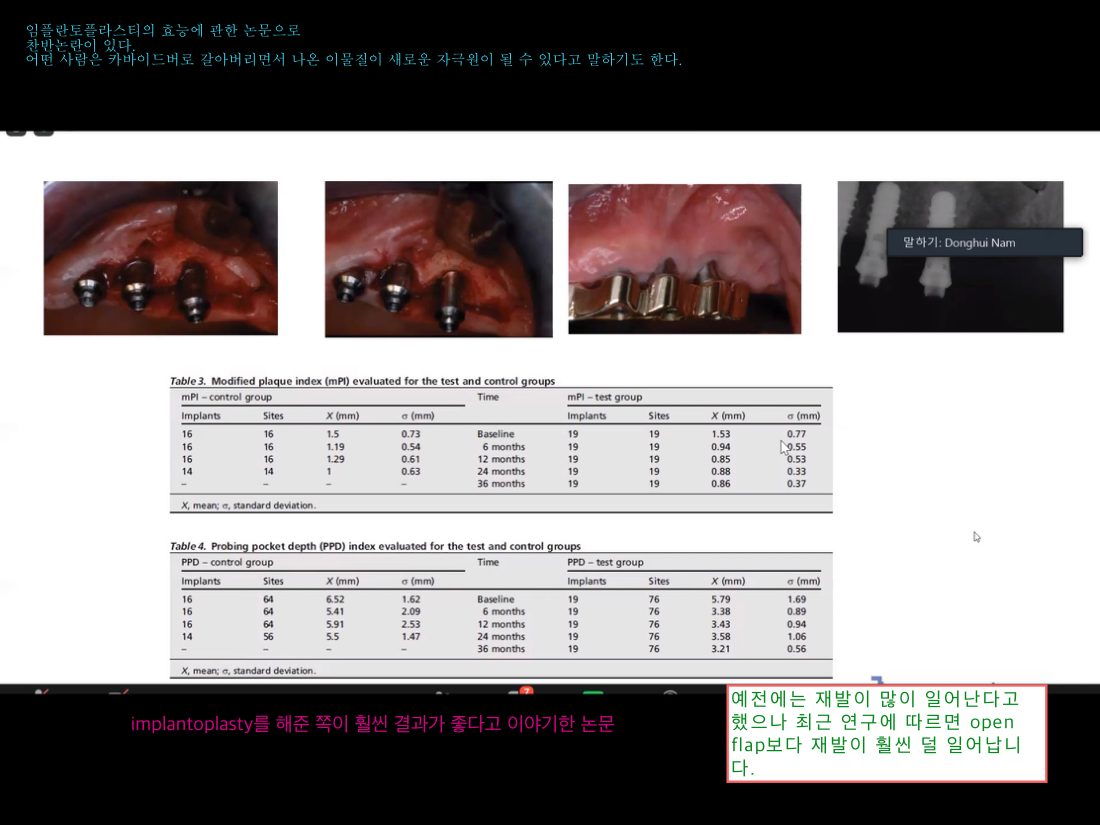 임플란토플라스티의 효능에 관한 논문으로
찬반논란이 있다.
어떤 사람은 카바이드버로 갈아버리면서 나온 이물질이 새로운 자극원이 될 수 있다고 말하기도 한다.
말하기: Donghui Nam
Table 3. Modified plaque index (mPI) evaluated for the test and control groups
mPI – control group Time mPI – test group
Implants Sites X (mm) σ (mm) Implants Sites X (mm) σ (mm)
16 16 1.5 0.73 Baseline 19 19 1.53 0.77
16 16 1.19 0.54 6 months 19 19 0.94 0.55
16 16 1.29 0.61 12 months 19 19 0.85 0.53
14 14 1 0.63 24 months 19 19 0.88 0.33
– – – – 36 months 19 19 0.86 0.37
X, mean; σ, standard deviation.
Table 4. Probing pocket depth (PPD) index evaluated for the test and control groups
PPD – control group Time PPD – test group
Implants Sites X (mm) σ (mm) Implants Sites X (mm) σ (mm)
16 64 6.52 1.62 Baseline 19 76 5.79 1.69
16 64 5.41 2.09 6 months 19 76 3.38 0.89
16 64 5.91 2.53 12 months 19 76 3.43 0.94
14 56 5.5 1.47 24 months 19 76 3.58 1.06
– – – – 36 months 19 76 3.21 0.56
X, mean; σ, standard deviation.
7
implantoplasty를 해준 쪽이 훨씬 결과가 좋다고 이야기한 논문
예전에는 재발이 많이 일어난다고
했으나 최근 연구에 따르면 open
flap보다 재발이 훨씬 덜 일어납니
다.